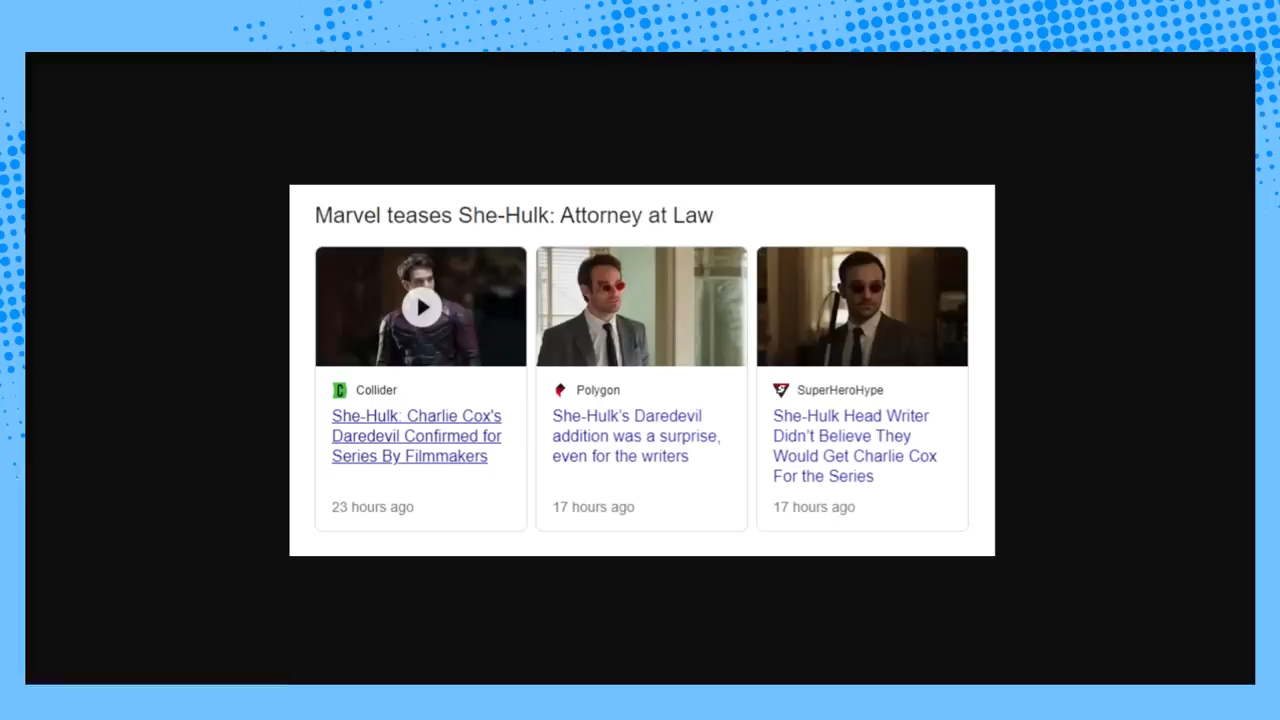 Marvel teases She-Hulk: Attorney at Law
Collider
She-Hulk: Charlie Cox's
Daredevil Confirmed for
Series By Filmmakers
23 hours ago
Polygon
She-Hulk’s Daredevil
addition was a surprise,
even for the writers
17 hours ago
SuperHeroHype
She-Hulk Head Writer
Didn’t Believe They
Would Get Charlie Cox
For the Series
17 hours ago